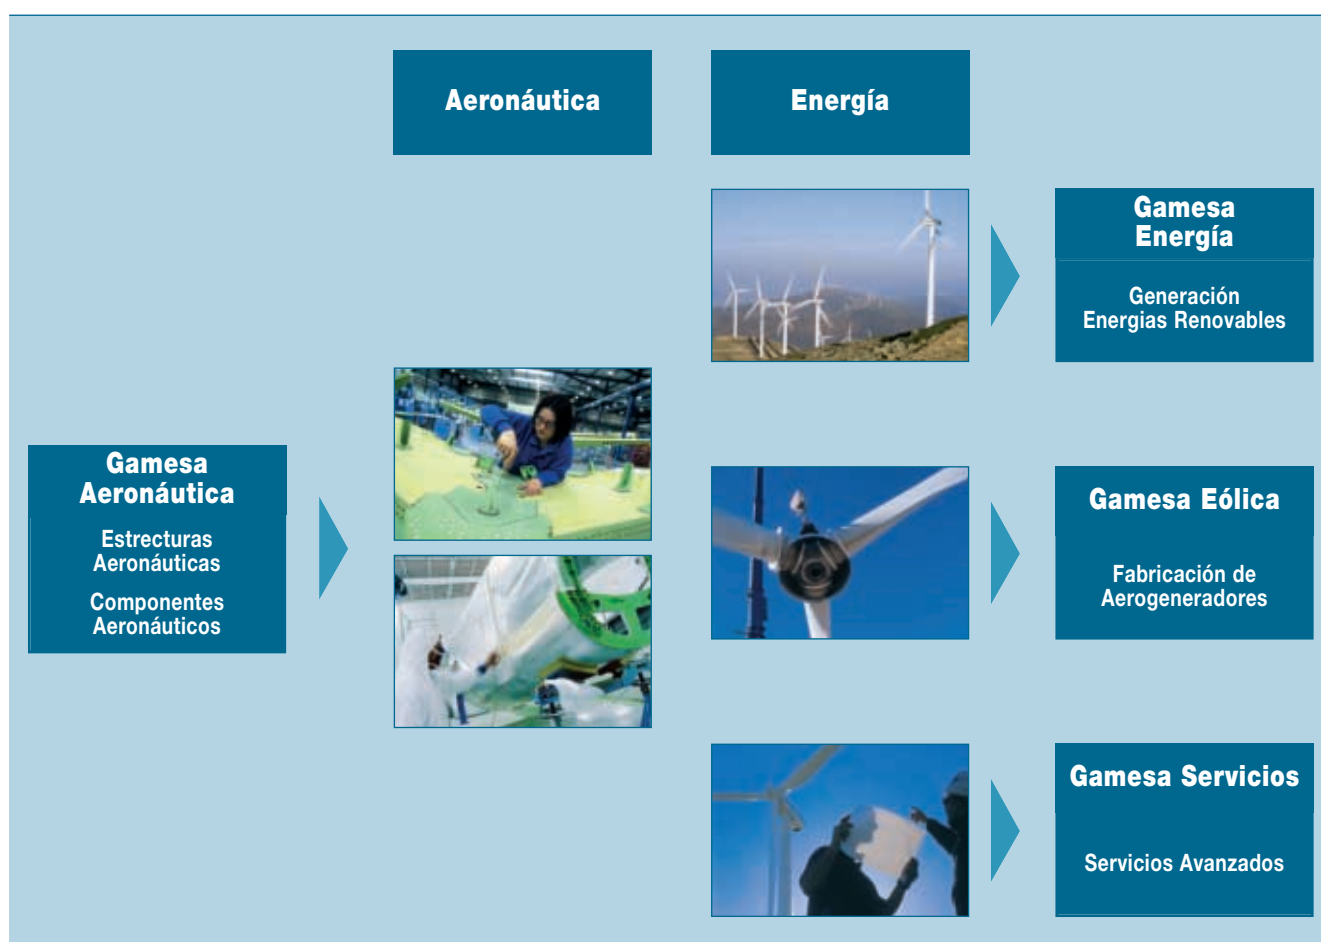 Aeronáutica
Energía
Gamesa
Energía
Generación
Energias Renovables
Gamesa
Aeronáutica
Estrecturas
Aeronáuticas
Componentes
Aeronáuticos
Gamesa Eólica
Fabricación de
Aerogeneradores
Gamesa Servicios
Servicios Avanzados